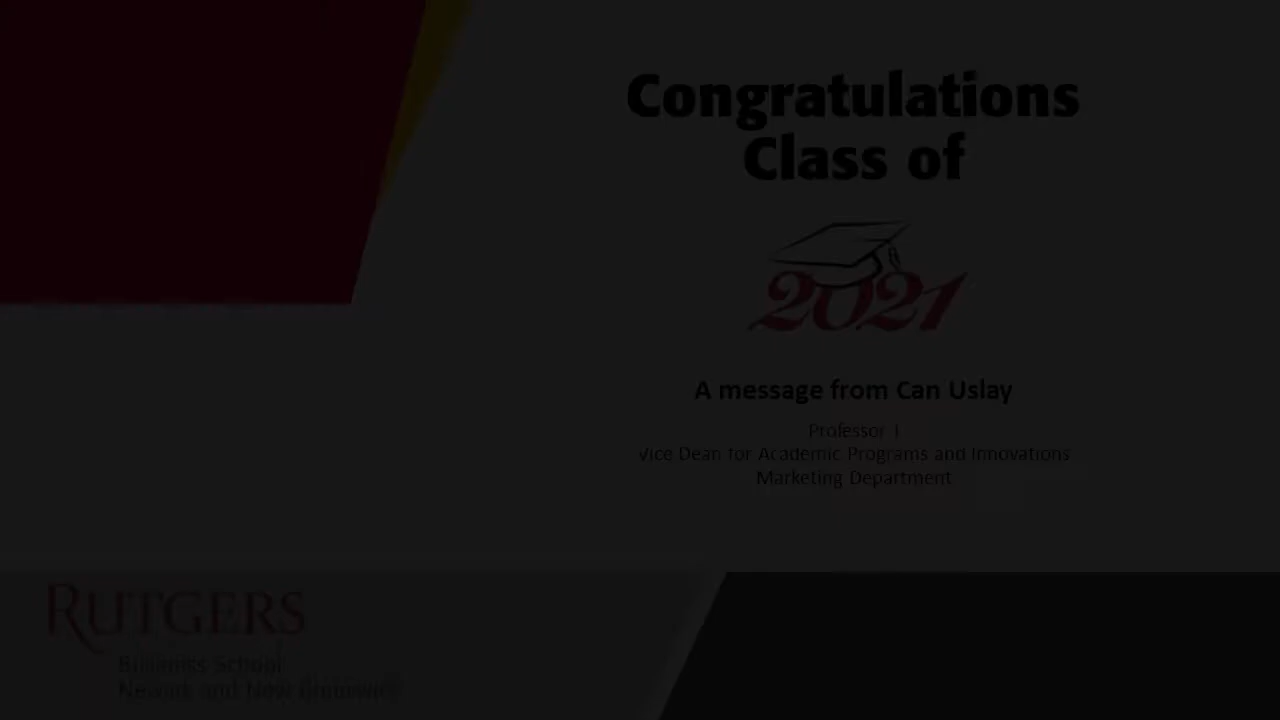 Congratulations
Class of
2021
A message from Can Uslay
Professor I
Vice Dean for Academic Programs and Innovations
Marketing Department
RUTGERS
Business School
Newark and New Brunswick